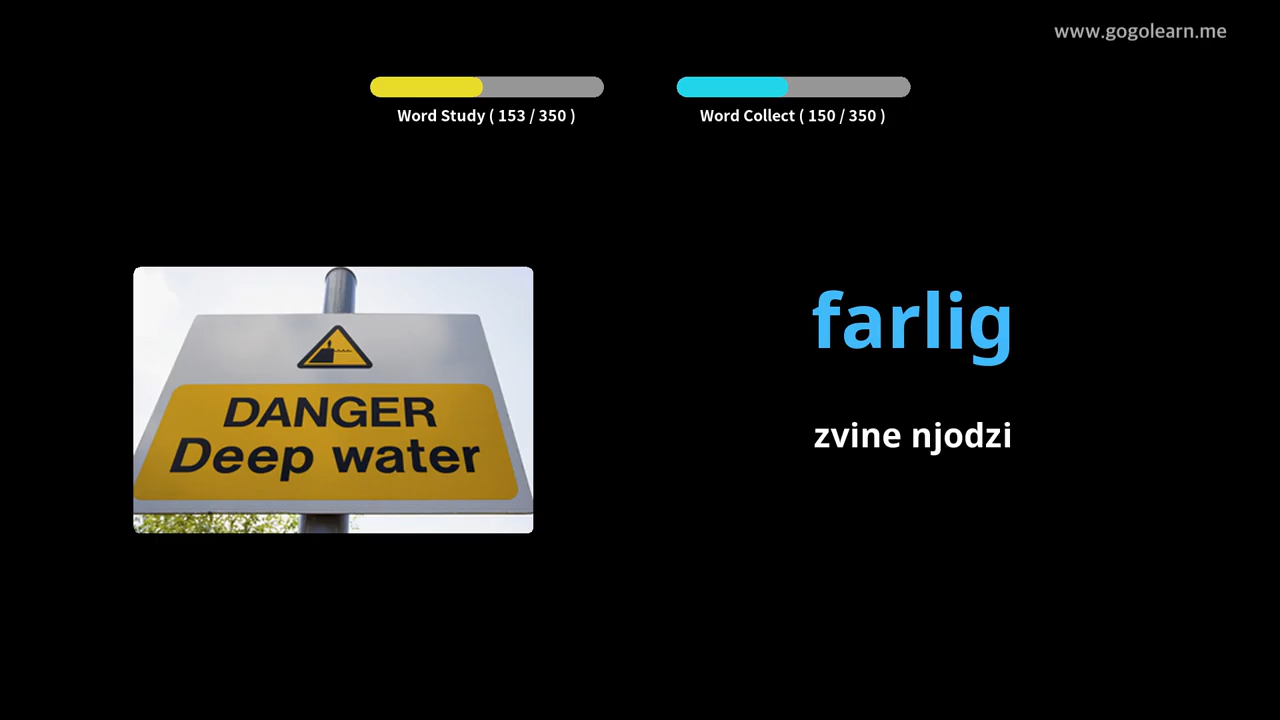 www.gogolearn.me
Word Study ( 153 / 350 )
Word Collect ( 150 / 350 )
DANGER
Deep water
farlig
zvine njodzi